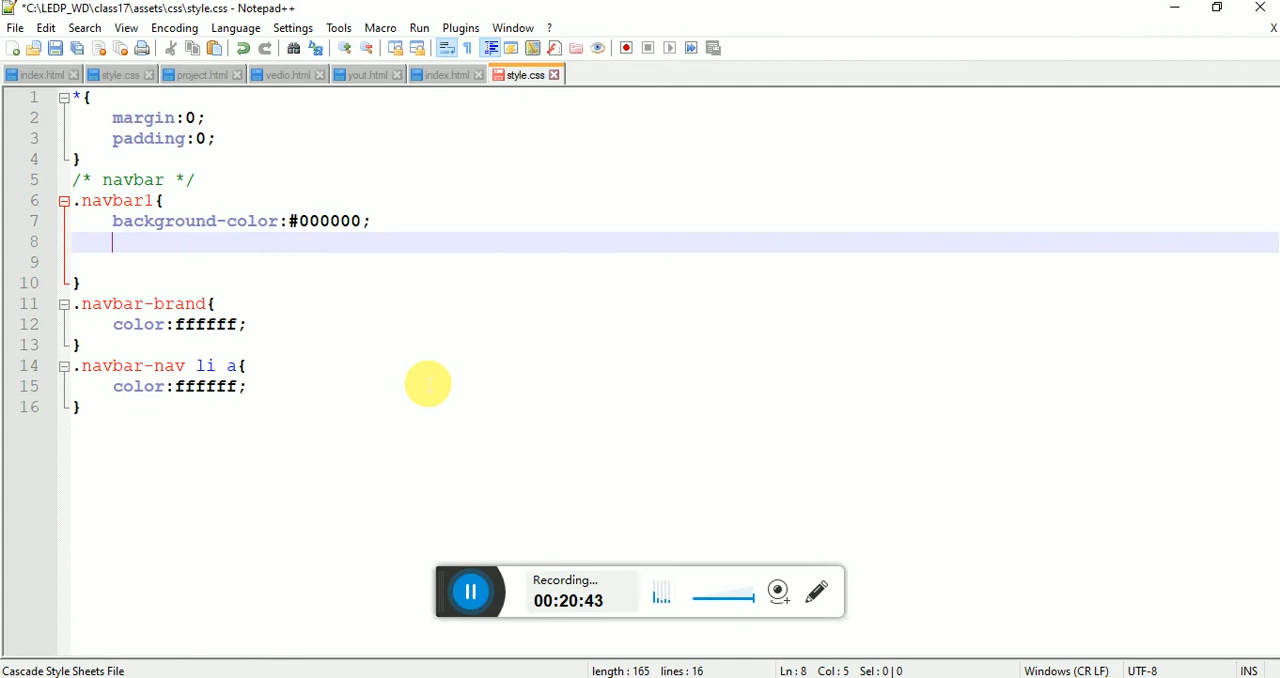 *C:\LEDP_WD\class17\assets\css\style.css - Notepad++
File Edit Search View Encoding Language Settings Tools Macro Run Plugins Window ? X
index.html style.css project.html vedio.html yout.html index.html style.css
1 *{
2 margin:0;
3 padding:0;
4 }
5 /* navbar */
6 .navbar1{
7 background-color:#000000;
8
9
10 }
11 .navbar-brand{
12 color:ffffff;
13 }
14 .navbar-nav li a{
15 color:ffffff;
16 }
Recording...
00:20:43
Cascade Style Sheets File length : 165 lines : 16 Ln : 8 Col : 5 Sel : 0 | 0 Windows (CR LF) UTF-8 INS